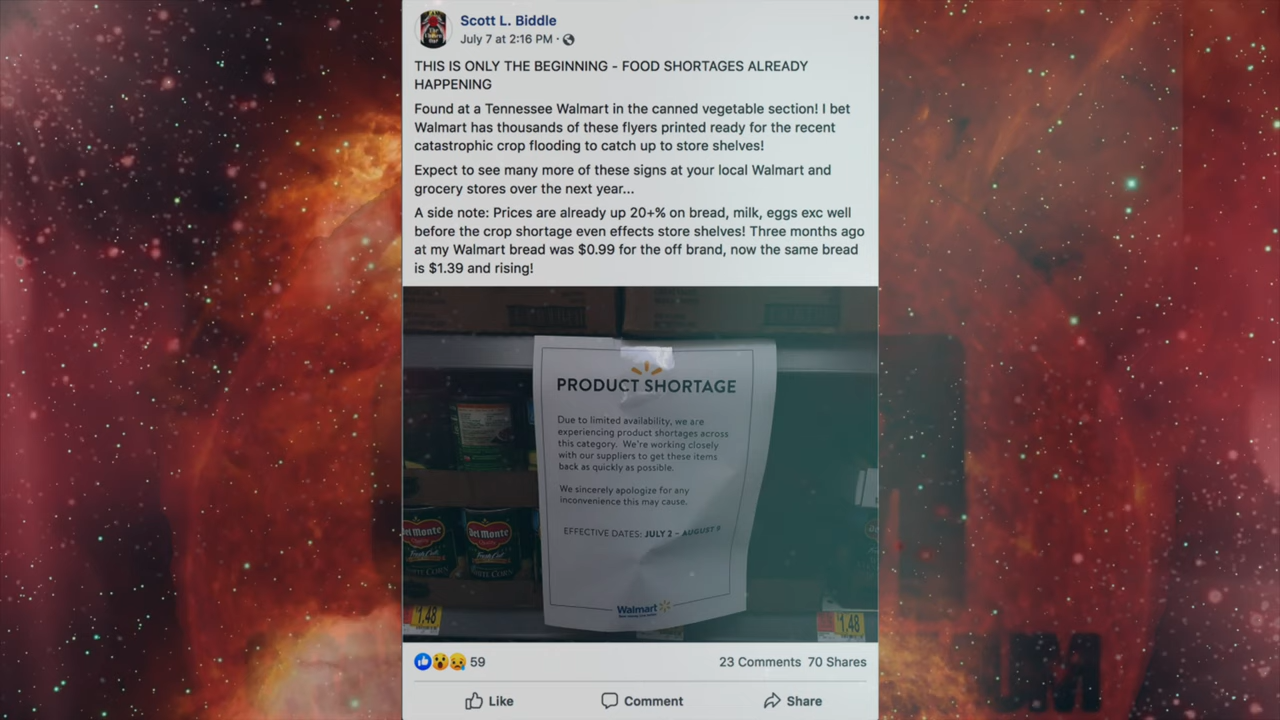 Scott L. Biddle
July 7 at 2:16 PM ·
THIS IS ONLY THE BEGINNING - FOOD SHORTAGES ALREADY
HAPPENING
Found at a Tennessee Walmart in the canned vegetable section! I bet
Walmart has thousands of these flyers printed ready for the recent
catastrophic crop flooding to catch up to store shelves!
Expect to see many more of these signs at your local Walmart and
grocery stores over the next year...
A side note: Prices are already up 20+% on bread, milk, eggs exc well
before the crop shortage even effects store shelves! Three months ago
at my Walmart bread was $0.99 for the off brand, now the same bread
is $1.39 and rising!
PRODUCT SHORTAGE
Due to limited availability, we are
experiencing product shortages across
this category. We're working closely
with our suppliers to get these items
back as quickly as possible.
We sincerely apologize for any
inconvenience this may cause.
EFFECTIVE DATES: JULY 2 - AUGUST
Walmart
Del Monte
Quality
Del Monte
Quality
1.48
1.48
59
23 Comments 70 Shares
Like
Comment
Share